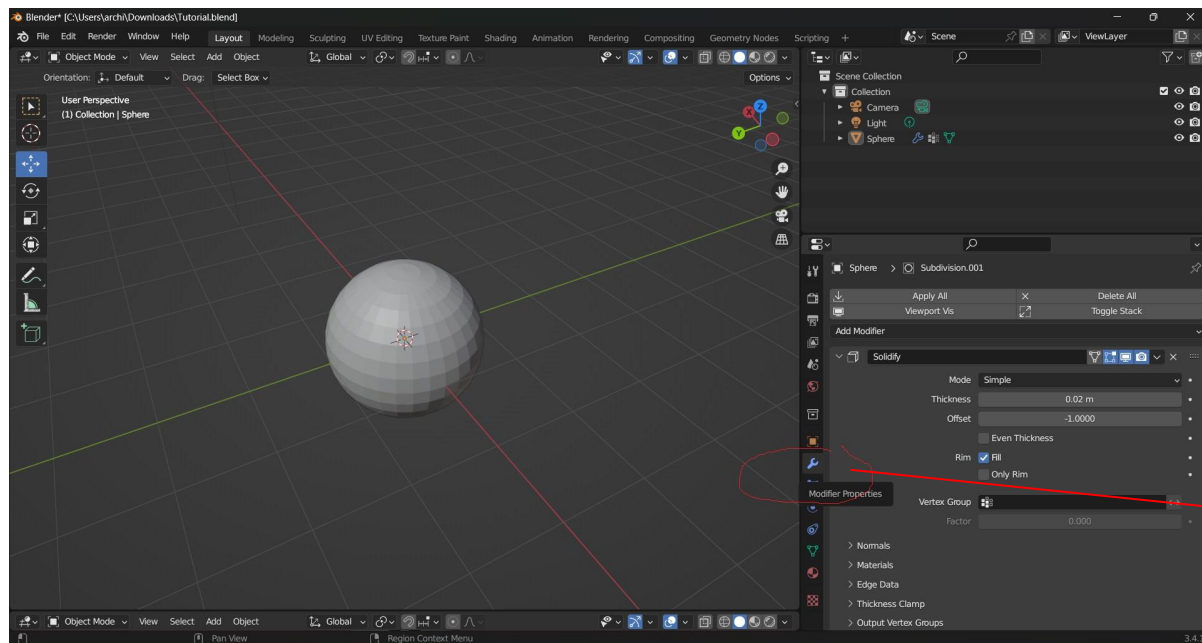 Blender* [C:\Users\archi\Downloads\Tutorial.blend]
File Edit Render Window Help Layout Modeling Sculpting UV Editing Texture Paint Shading Animation Rendering Compositing Geometry Nodes Scripting + Scene ViewLayer
Object Mode View Select Add Object Global
Orientation: Default Drag: Select Box Options
User Perspective
(1) Collection | Sphere
X
Y
Z
Scene Collection
Collection
Camera
Light
Sphere
Sphere > Subdivision.001
Apply All Delete All
Viewport Vis Toggle Stack
Add Modifier
Solidify
Mode Simple
Thickness 0.02 m
Offset -1.0000
Even Thickness
Rim Fill
Only Rim
Modifier Properties
Vertex Group
Factor 0.000
Normals
Materials
Edge Data
Thickness Clamp
Output Vertex Groups
Object Mode View Select Add Object Global
Pan View Region Context Menu 3.4.